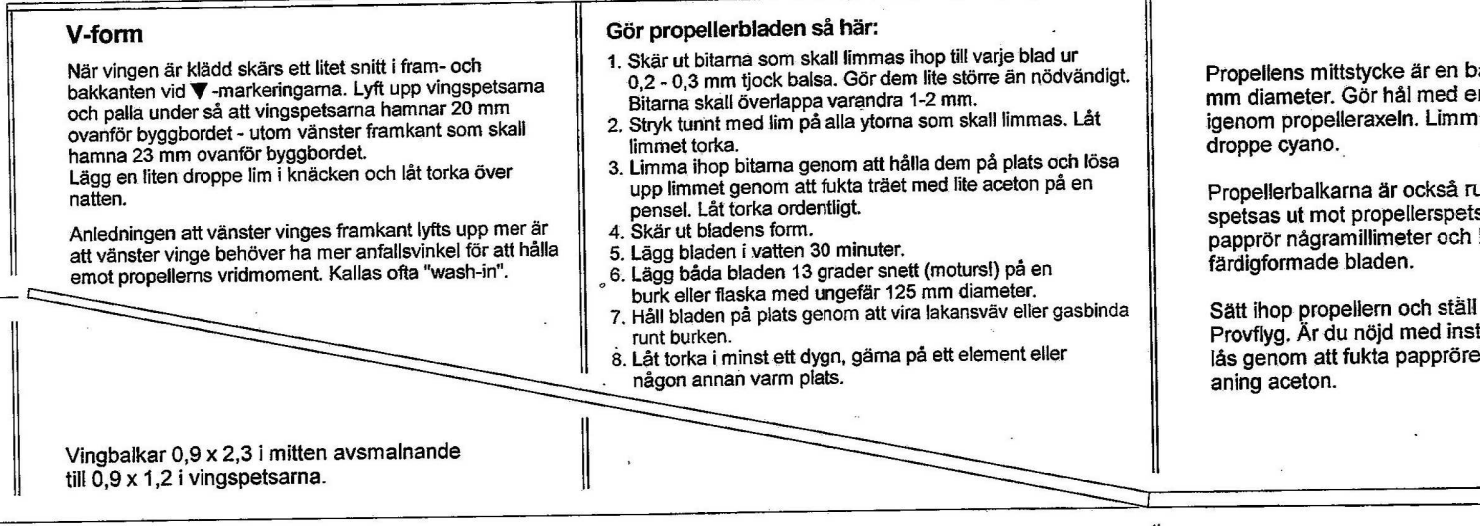 V-form
När vingen är klädd skärs ett litet snitt i fram- och
bakkanten vid ▼ -markeringarna. Lyft upp vingspetsarna
och palla under så att vingspetsarna hamnar 20 mm
ovanför byggbordet - utom vänster framkant som skall
hamna 23 mm ovanför byggbordet.
Lägg en liten droppe lim i knäcken och låt torka över
natten.
Anledningen att vänster vinges framkant lyfts upp mer är
att vänster vinge behöver ha mer anfallsvinkel för att hålla
emot propellerns vridmoment. Kallas ofta "wash-in".
Vingbalkar 0,9 x 2,3 i mitten avsmalnande
till 0,9 x 1,2 i vingspetsarna.
Gör propellerbladen så här:
1. Skär ut bitarna som skall limmas ihop till varje blad ur
0,2 - 0,3 mm tjock balsa. Gör dem lite större än nödvändigt.
Bitarna skall överlappa varandra 1-2 mm.
2. Stryk tunnt med lim på alla ytorna som skall limmas. Låt
limmet torka.
3. Limma ihop bitarna genom att hålla dem på plats och lösa
upp limmet genom att fukta träet med lite aceton på en
pensel. Låt torka ordentligt.
4. Skär ut bladens form.
5. Lägg bladen i vatten 30 minuter.
6. Lägg båda bladen 13 grader snett (moturs!) på en
burk eller flaska med ungefär 125 mm diameter.
7. Håll bladen på plats genom att vira lakansväv eller gasbinda
runt burken.
8. Låt torka i minst ett dygn, gärna på ett element eller
någon annan varm plats.
Propellens mittstycke är en
mm diameter. Gör hål med
igenom propelleraxeln. Limm
droppe cyano.
Propellerbalkarna är också
spetsas ut mot propellerspets
papprör någramillimeter och
färdigformade bladen.
Sätt ihop propellern och ställ
Provflyg. Är du nöjd med inst
lås genom att fukta pappröre
aning aceton.